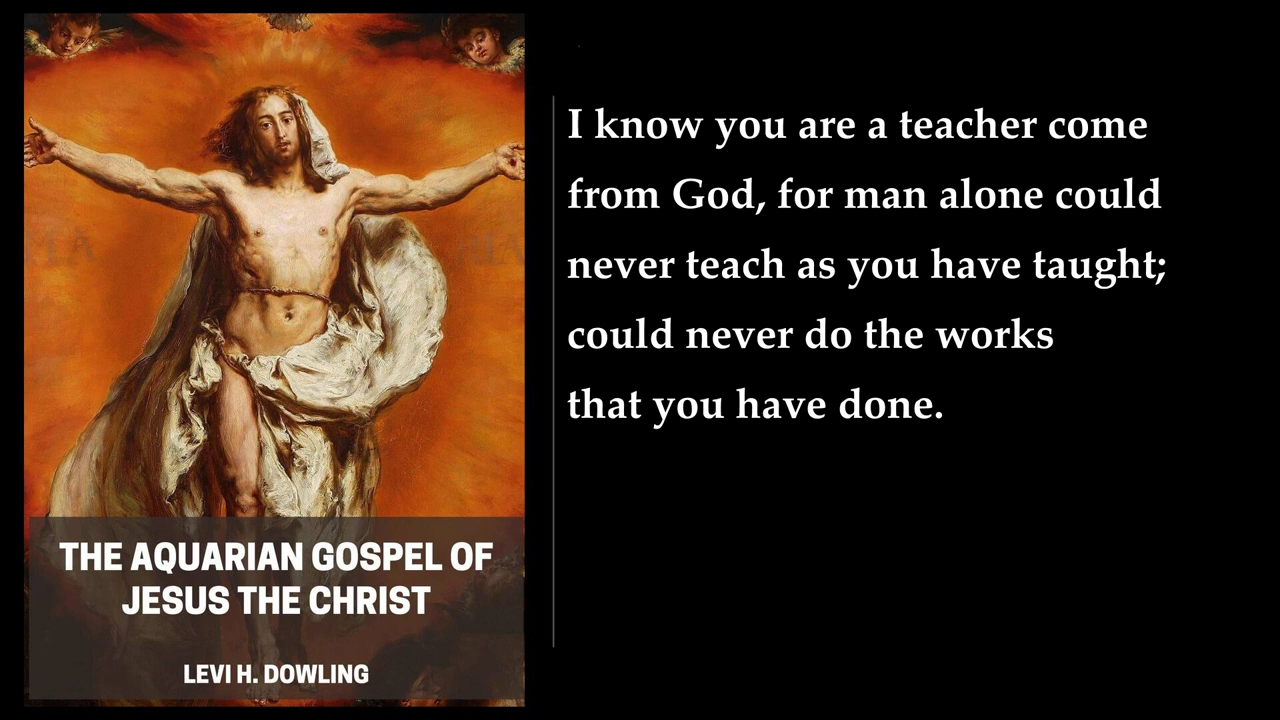 I know you are a teacher come
from God, for man alone could
never teach as you have taught;
could never do the works
that you have done.
THE AQUARIAN GOSPEL OF
JESUS THE CHRIST
LEVI H. DOWLING